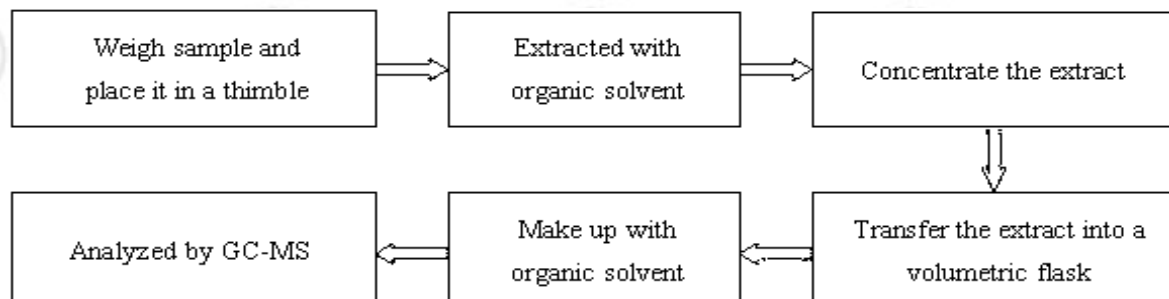 Weigh sample and
place it in a thimble
Extracted with
organic solvent
Concentrate the extract
Transfer the extract into a
volumetric flask
Make up with
organic solvent
Analyzed by GC-MS